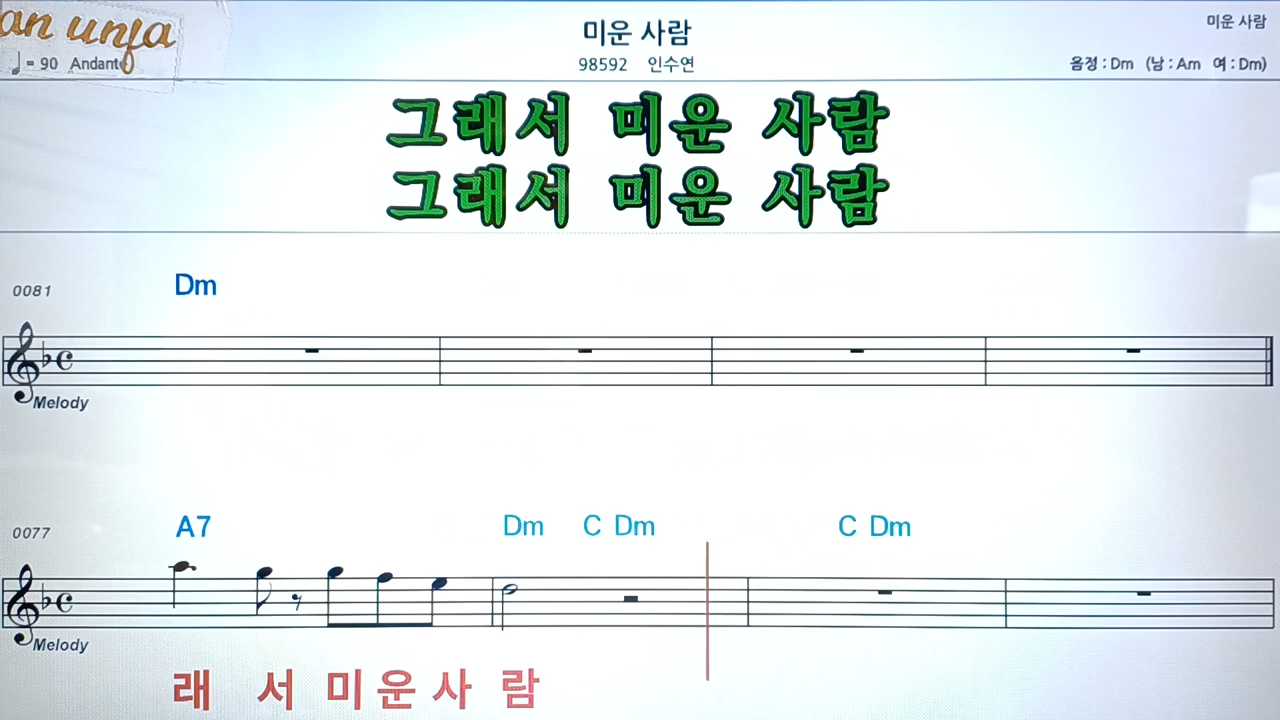 an unfa
미운 사람
미운 사람
♩= 90 Andante
98592 인수연
음정 : Dm (남 : Am 여 : Dm)
그래서 미운 사람
그래서 미운 사람
0081 Dm
Melody
0077 A7 Dm C Dm C Dm
Melody
래 서 미 운 사 람